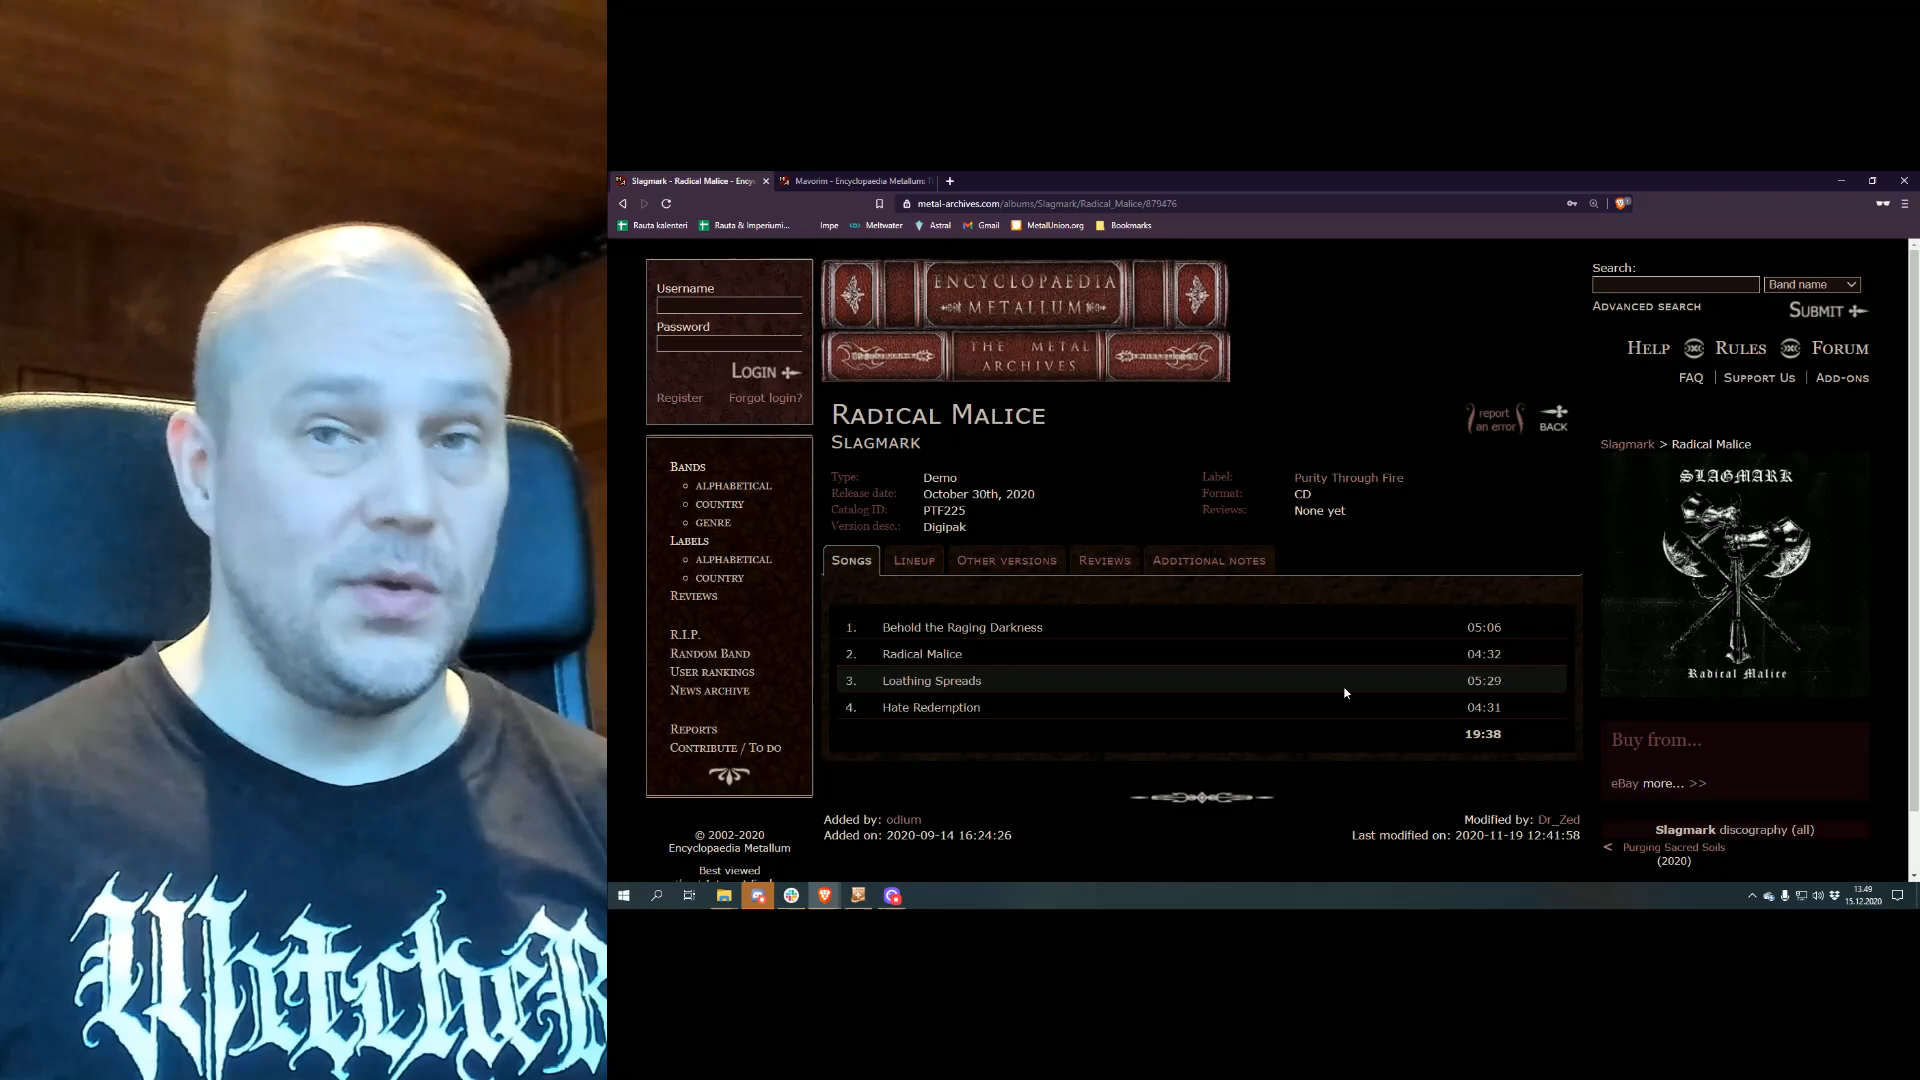 Slagmark - Radical Malice - Ency
Mavorim - Encyclopaedia Metallum: T
metal-archives.com/albums/Slagmark/Radical_Malice/879476
Rauta kalenteri
Rauta & Imperiumi...
Impe
Meltwater
Astral
Gmail
MetalUnion.org
Bookmarks
Username
Password
LOGIN
Register
Forgot login?
ENCYCLOPAEDIA
METALLUM
THE METAL
ARCHIVES
Search:
Band name
ADVANCED SEARCH
SUBMIT
HELP
RULES
FORUM
FAQ
SUPPORT US
ADD-ONS
BANDS
ALPHABETICAL
COUNTRY
GENRE
LABELS
ALPHABETICAL
COUNTRY
REVIEWS
R.I.P.
RANDOM BAND
USER RANKINGS
NEWS ARCHIVE
REPORTS
CONTRIBUTE / TO DO
© 2002-2020
Encyclopaedia Metallum
Best viewed
RADICAL MALICE
SLAGMARK
report
an error
BACK
Type: Demo
Release date: October 30th, 2020
Catalog ID: PTF225
Version desc.: Digipak
Label: Purity Through Fire
Format: CD
Reviews: None yet
SONGS
LINEUP
OTHER VERSIONS
REVIEWS
ADDITIONAL NOTES
1. Behold the Raging Darkness 05:06
2. Radical Malice 04:32
3. Loathing Spreads 05:29
4. Hate Redemption 04:31
19:38
Added by: odium
Added on: 2020-09-14 16:24:26
Modified by: Dr_Zed
Last modified on: 2020-11-19 12:41:58
Slagmark > Radical Malice
SLAGMARK
Radical Malice
Buy from...
eBay more... >>
Slagmark discography (all)
< Purging Sacred Soils
(2020)
13.49
15.12.2020
WitcheR